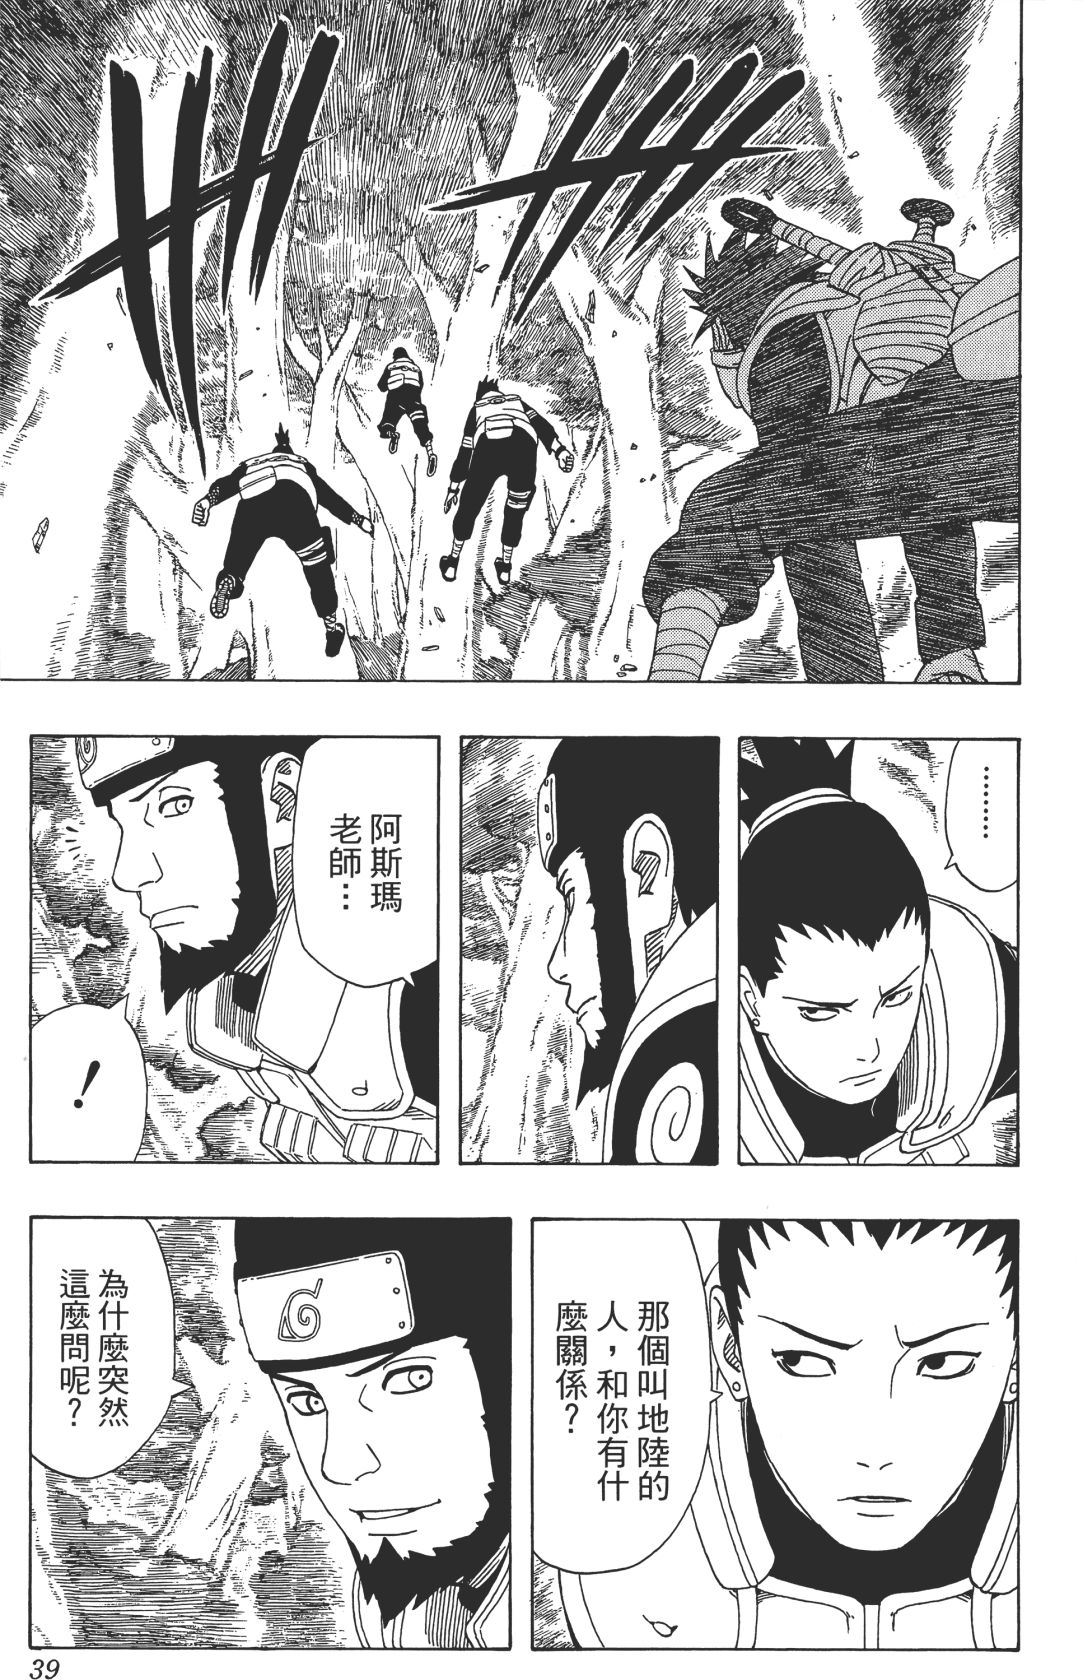 ………
阿斯瑪
老師…
！
那個叫地陸的
人，和你有什
麼關係？
為什麼突然
這麼問呢？
39